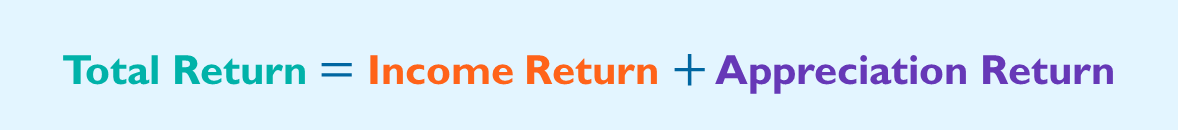 Total Return = Income Return + Appreciation Return